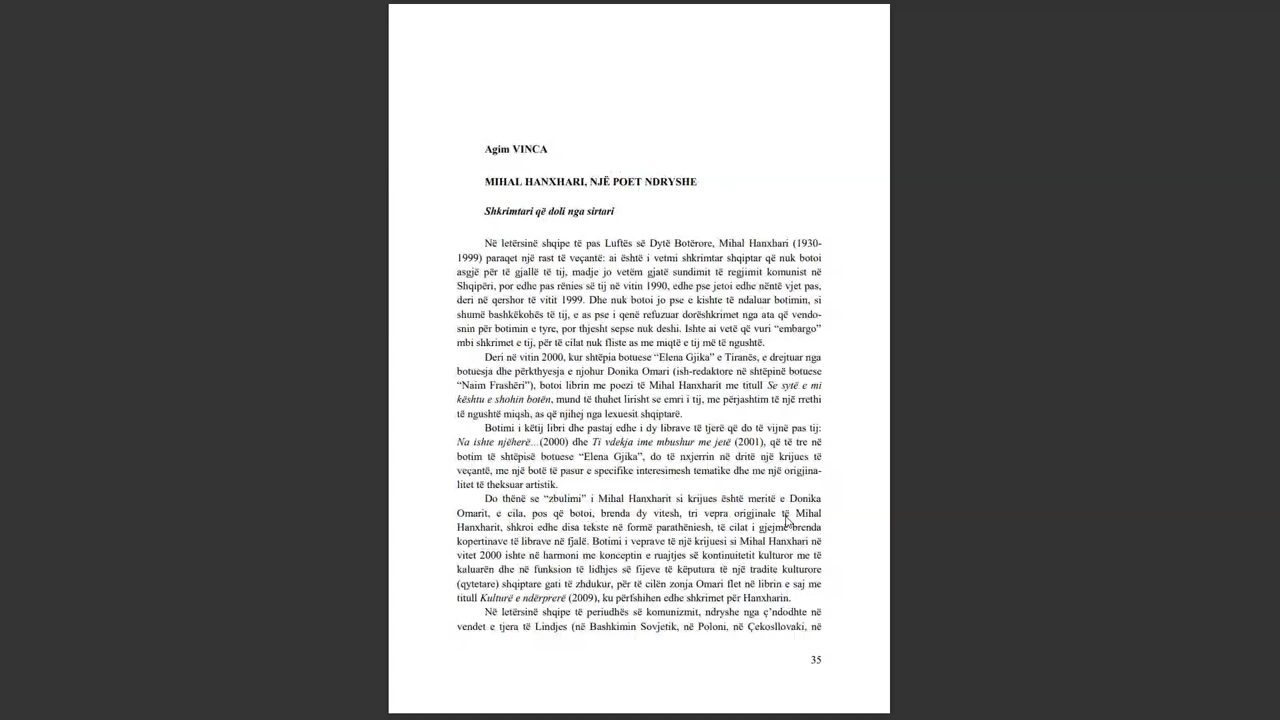 Agim VINCA
MIHAL HANXHARI, NJË POET NDRYSHE
Shkrimtari që doli nga sirtari
Në letërsinë shqipe të pas Luftës së Dytë Botërore, Mihal Hanxhari (1930-
1999) paraqet një rast të veçantë: ai është i vetmi shkrimtar shqiptar që nuk botoi
asgjë për të gjallë të tij, madje jo vetëm gjatë sundimit të regjimit komunist në
Shqipëri, por edhe pas rënies së tij në vitin 1990, edhe pse jetoi edhe nëntë vjet pas,
deri në qershor të vitit 1999. Dhe nuk botoi jo pse e kishte të ndaluar botimin, si
shumë bashkëkohës të tij, e as pse i qenë refuzuar dorëshkrimet nga ata që vendo-
snin për botimin e tyre, por thjesht sepse nuk deshi. Ishte ai vetë që vuri “embargo”
mbi shkrimet e tij, për të cilat nuk fliste as me miqtë e tij më të ngushtë.
Deri në vitin 2000, kur shtëpia botuese “Elena Gjika” e Tiranës, e drejtuar nga
botuesja dhe përkthyesja e njohur Donika Omari (ish-redaktore në shtëpinë botuese
“Naim Frashëri”), botoi librin me poezi të Mihal Hanxharit me titull Se sytë e mi
kështu e shohin botën, mund të thuhet lirisht se emri i tij, me përjashtim të një rrethi
të ngushtë miqsh, as që njihej nga lexuesit shqiptarë.
Botimi i këtij libri dhe pastaj edhe i dy librave të tjerë që do të vijnë pas tij:
Na ishte njëherë...(2000) dhe Ti vdekja ime mbushur me jetë (2001), që të tre në
botim të shtëpisë botuese “Elena Gjika”, do të nxjerrin në dritë një krijues të
veçantë, me një botë të pasur e specifike interesimesh tematike dhe me një origjina-
litet të theksuar artistik.
Do thënë se “zbulimi” i Mihal Hanxharit si krijues është meritë e Donika
Omarit, e cila, pos që botoi, brenda dy vitesh, tri vepra origjinale të Mihal
Hanxharit, shkroi edhe disa tekste në formë parathëniesh, të cilat i gjejmë brenda
kopertinave të librave në fjalë. Botimi i veprave të një krijuesi si Mihal Hanxhari në
vitet 2000 ishte në harmoni me konceptin e ruajtjes së kontinuitetit kulturor me të
kaluarën dhe në funksion të lidhjes së fijeve të këputura të një tradite kulturore
(qytetare) shqiptare gati të zhdukur, për të cilën zonja Omari flet në librin e saj me
titull Kulturë e ndërprerë (2009), ku përfshihen edhe shkrimet për Hanxharin.
Në letërsinë shqipe të periudhës së komunizmit, ndryshe nga ç’ndodhte në
vendet e tjera të Lindjes (në Bashkimin Sovjetik, në Poloni, në Çekosllovaki, në
35